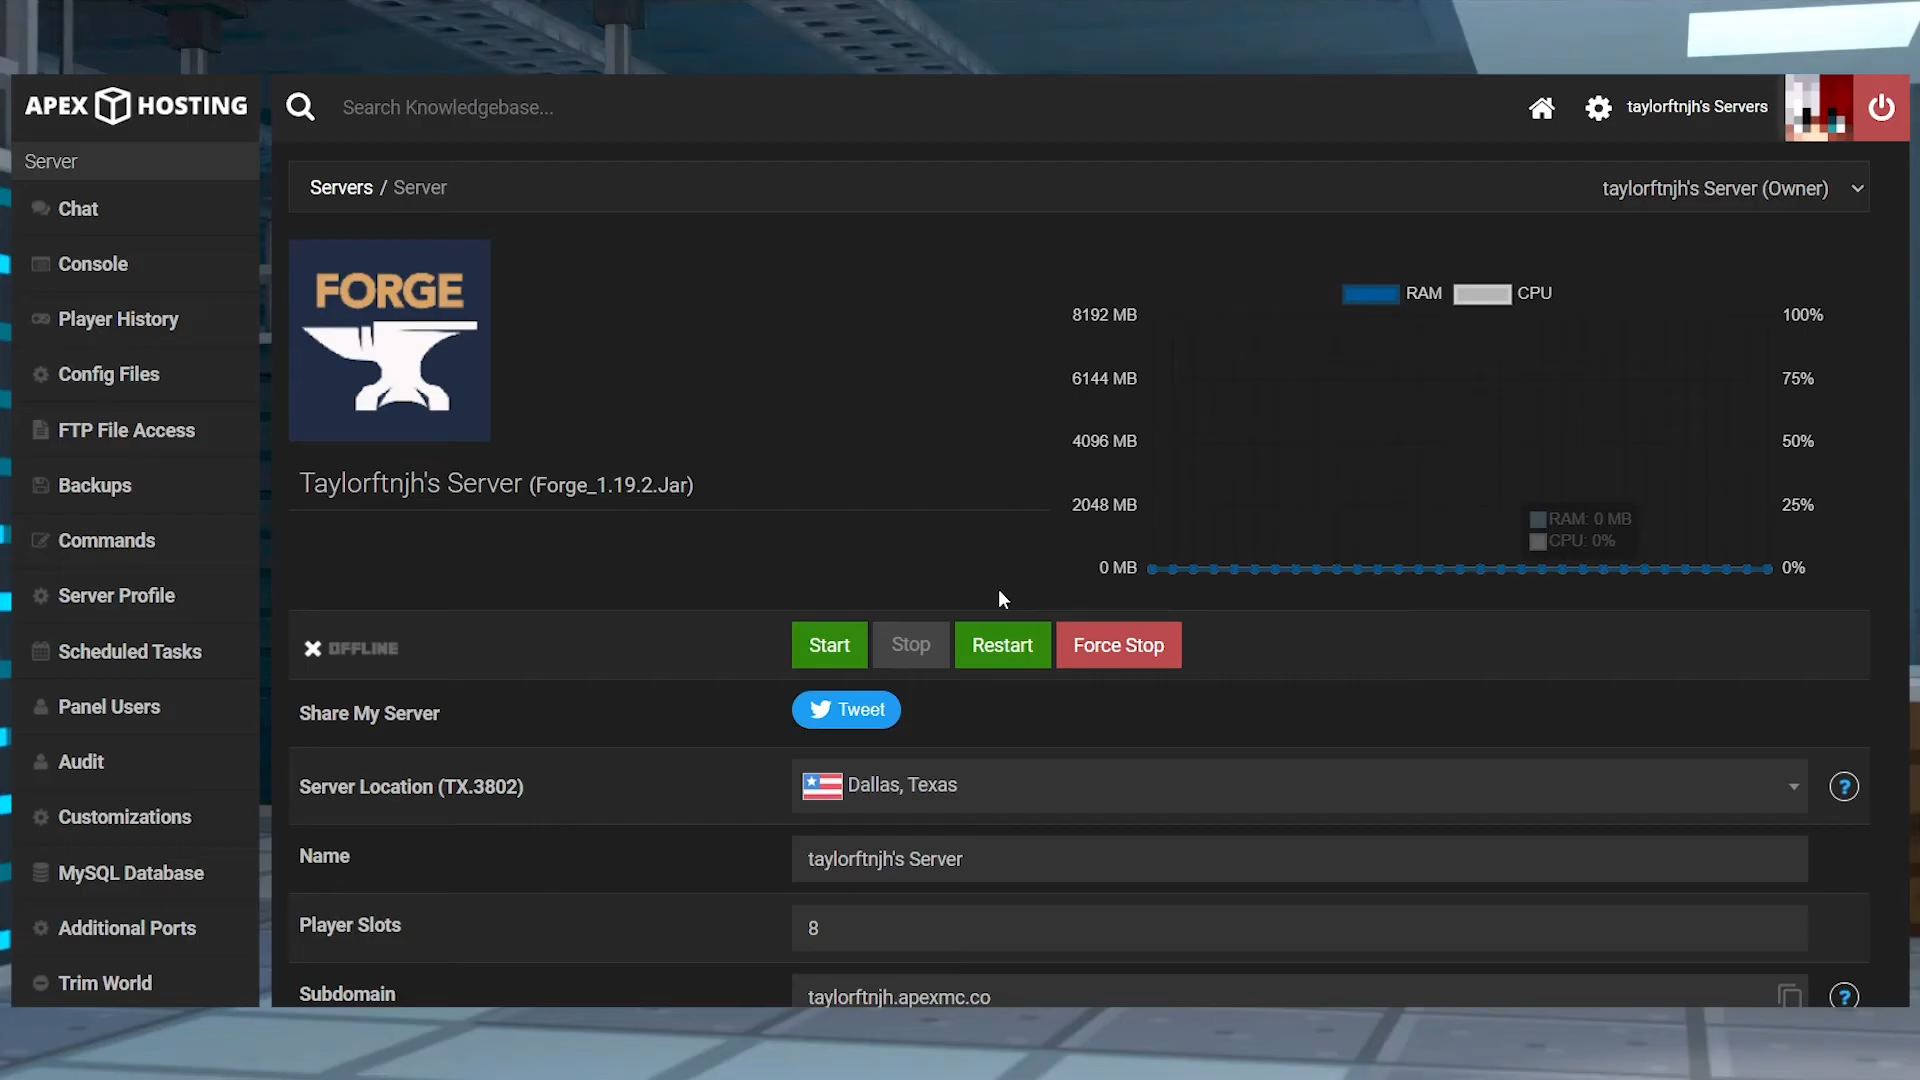 APEX HOSTING
Search Knowledgebase...
taylorftnjh's Servers
Server
Chat
Console
Player History
Config Files
FTP File Access
Backups
Commands
Server Profile
Scheduled Tasks
Panel Users
Audit
Customizations
MySQL Database
Additional Ports
Trim World
Servers / Server
taylorftnjh's Server (Owner)
FORGE
Taylorftnjh's Server (Forge_1.19.2.Jar)
RAM CPU
8192 MB 100%
6144 MB 75%
4096 MB 50%
2048 MB 25%
RAM: 0 MB
CPU: 0%
0 MB 0%
OFFLINE
Start Stop Restart Force Stop
Share My Server Tweet
Server Location (TX.3802) Dallas, Texas ?
Name taylorftnjh's Server
Player Slots 8
Subdomain taylorftnjh.apexmc.co ?